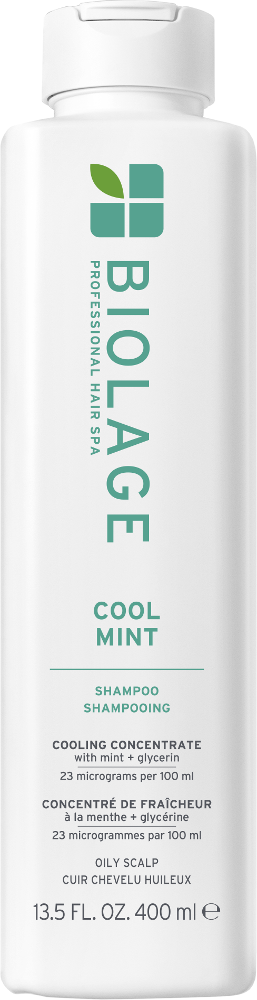 BIOLAGE
PROFESSIONAL HAIR SPA
COOL
MINT
SHAMPOO
SHAMPOOING
COOLING CONCENTRATE
with mint + glycerin
23 micrograms per 100 ml
CONCENTRÉ DE FRAÎCHEUR
à la menthe + glycérine
23 microgrammes par 100 ml
OILY SCALP
CUIR CHEVELU HUILEUX
13.5 FL. OZ. 400 ml ℮